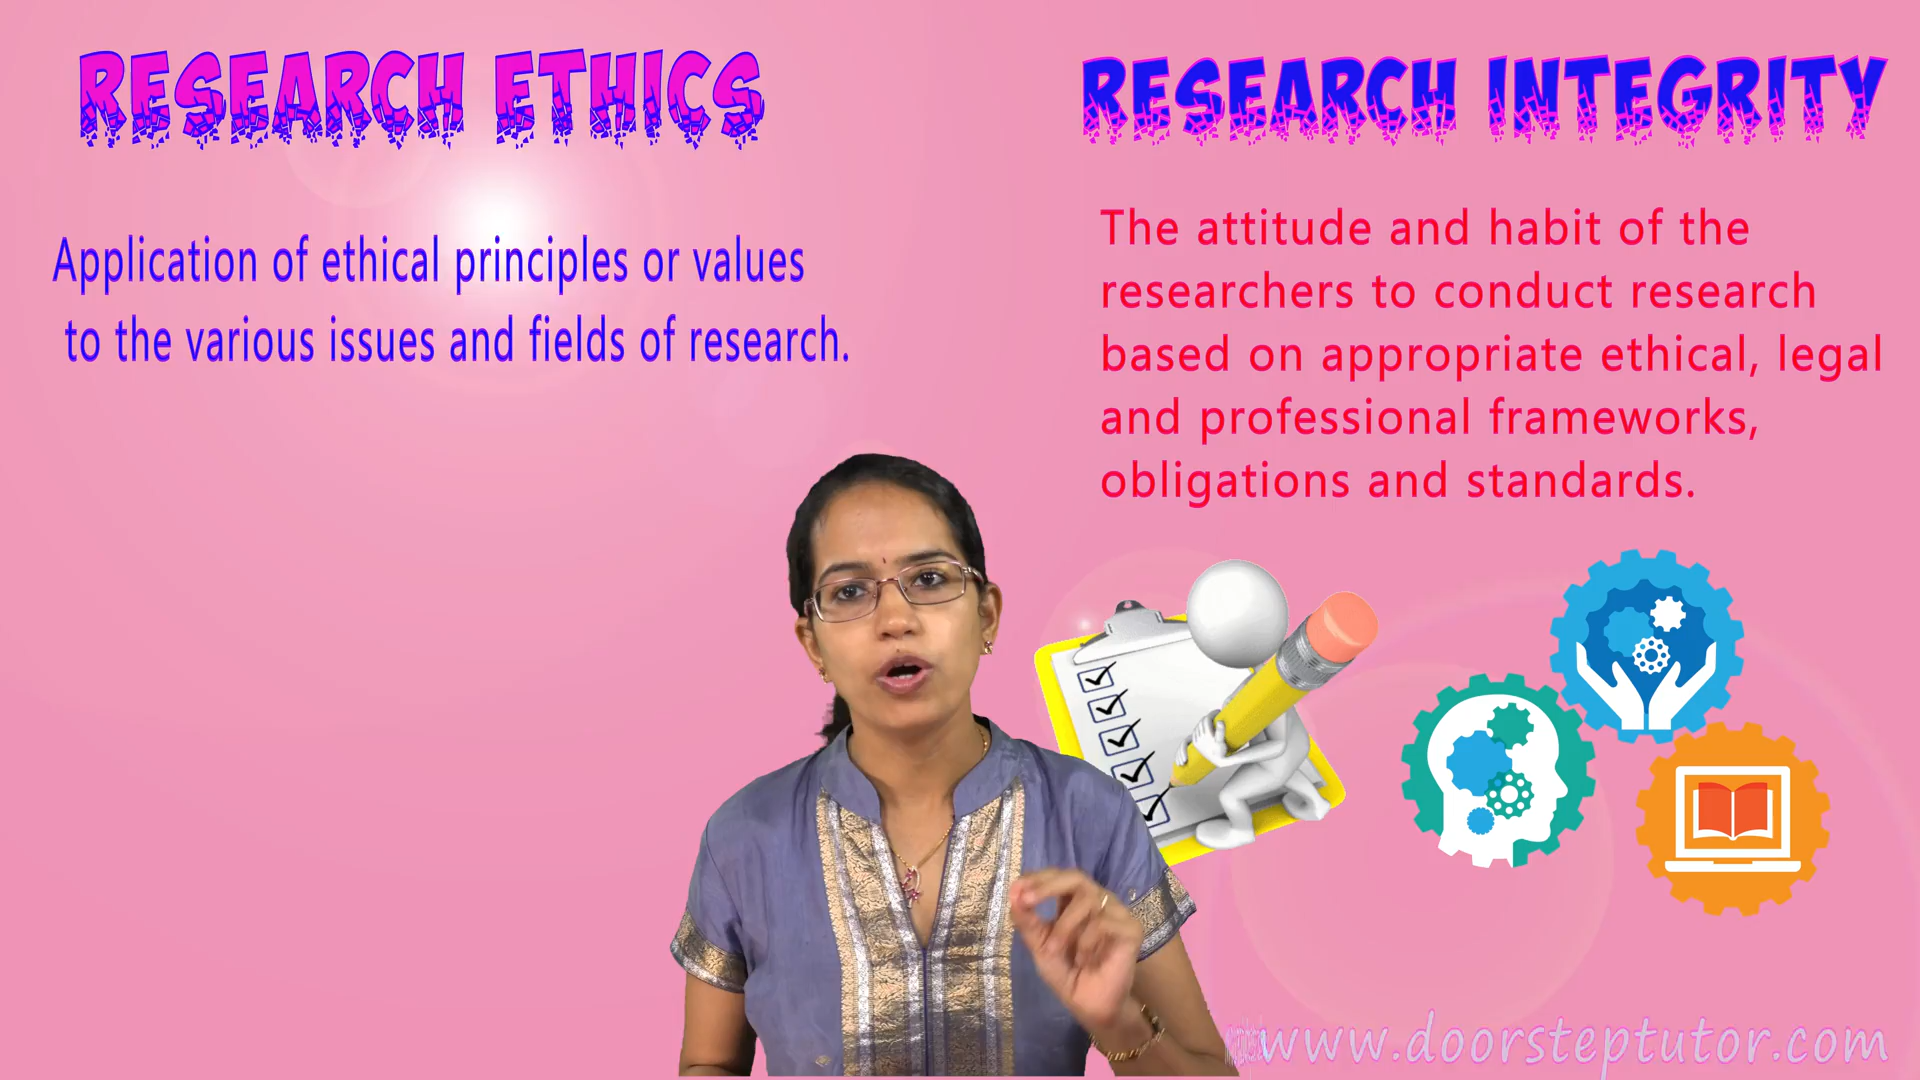 RESEARCH ETHICS
Application of ethical principles or values
to the various issues and fields of research.
RESEARCH INTEGRITY
The attitude and habit of the
researchers to conduct research
based on appropriate ethical, legal
and professional frameworks,
obligations and standards.
www.doorsteptutor.com